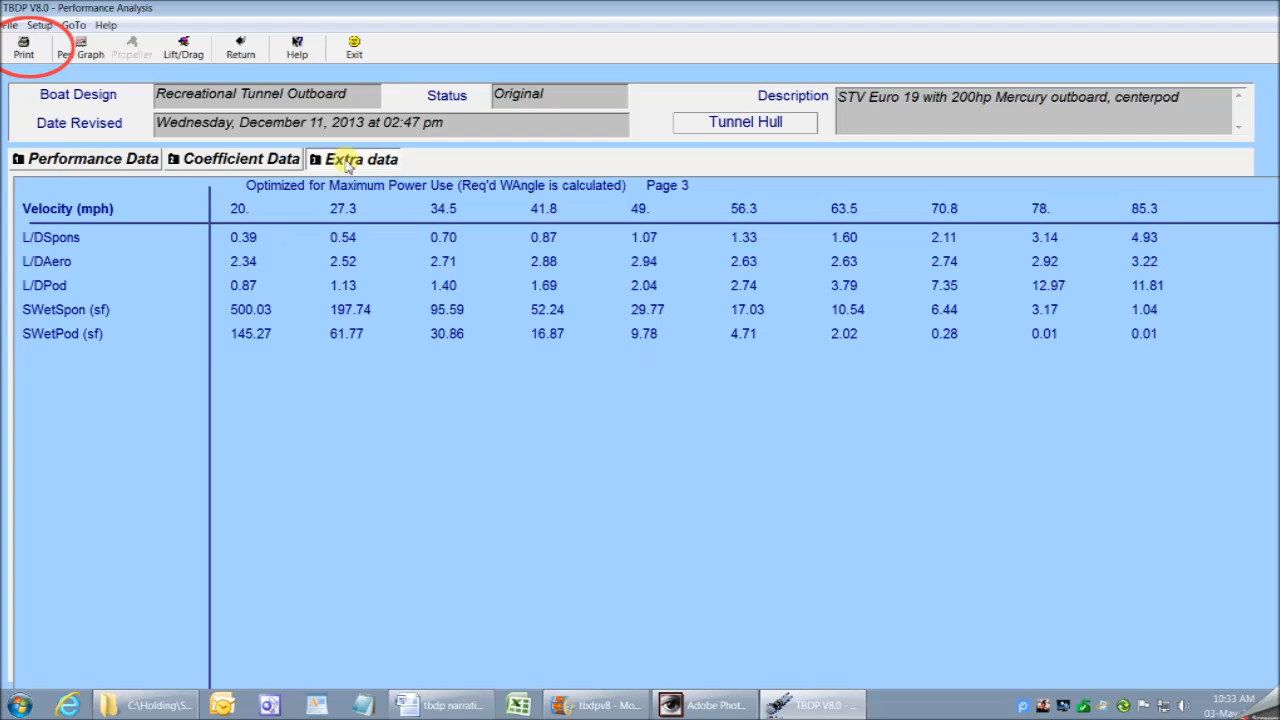 TBDP V8.0 - Performance Analysis
File Setup GoTo Help
Print Graph Propeller Lift/Drag Return Help Exit
Boat Design Recreational Tunnel Outboard Status Original Description STV Euro 19 with 200hp Mercury outboard, centerpod
Date Revised Wednesday, December 11, 2013 at 02:47 pm Tunnel Hull
1 Performance Data 2 Coefficient Data 3 Extra data
Optimized for Maximum Power Use (Req'd WAngle is calculated) Page 3
Velocity (mph) 20. 27.3 34.5 41.8 49. 56.3 63.5 70.8 78. 85.3
L/DSpons 0.39 0.54 0.70 0.87 1.07 1.33 1.60 2.11 3.14 4.93
L/DAero 2.34 2.52 2.71 2.88 2.94 2.63 2.63 2.74 2.92 3.22
L/DPod 0.87 1.13 1.40 1.69 2.04 2.74 3.79 7.35 12.97 11.81
SWetSpon (sf) 500.03 197.74 95.59 52.24 29.77 17.03 10.54 6.44 3.17 1.04
SWetPod (sf) 145.27 61.77 30.86 16.87 9.78 4.71 2.02 0.28 0.01 0.01
C:\Holding\S... tbdp narrati... tbdpv8 - Mo... Adobe Phot... TBDP V8.0 - ...
10:33 AM